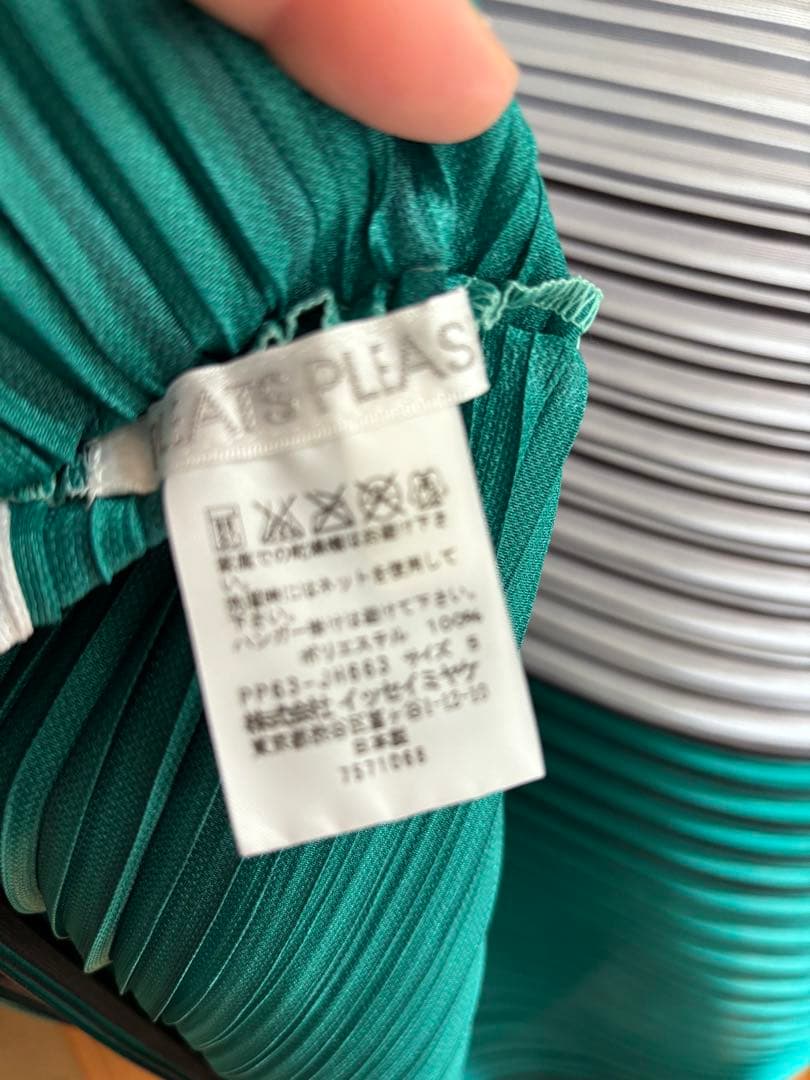 EATS PLEAS
家庭での乾燥機はお避け下さ
い。
洗濯時にはネットを使用して
下さい。
ハンガー掛けは避けて下さい。
ポリエステル 100%
PP63-JH663 サイズ
株式会社 イッセイミヤケ
東京都渋谷区富ヶ谷1-12-10
日本製
7571066